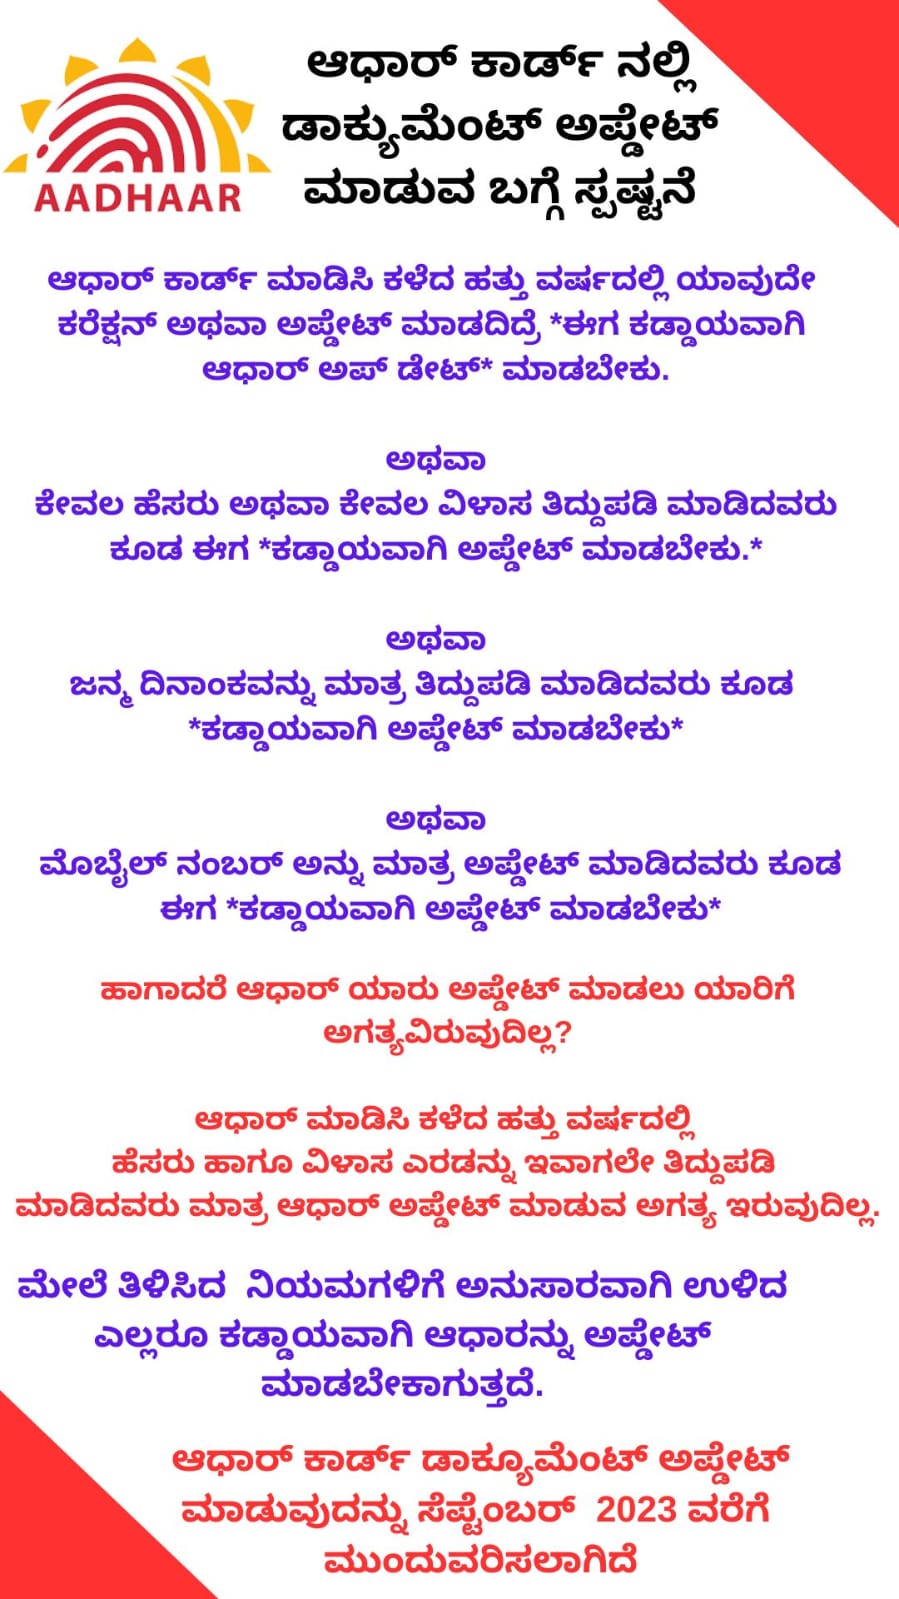 ಆಧಾರ್ ಕಾರ್ಡ್ ನಲ್ಲಿ
ಡಾಕ್ಯುಮೆಂಟ್ ಅಪ್ಡೇಟ್
ಮಾಡುವ ಬಗ್ಗೆ ಸ್ಪಷ್ಟನೆ
AADHAAR
ಆಧಾರ್ ಕಾರ್ಡ್ ಮಾಡಿಸಿ ಕಳೆದ ಹತ್ತು ವರ್ಷದಲ್ಲಿ ಯಾವುದೇ
ಕರೆಕ್ಷನ್ ಅಥವಾ ಅಪ್ಡೇಟ್ ಮಾಡದಿದ್ರೆ *ಈಗ ಕಡ್ಡಾಯವಾಗಿ
ಆಧಾರ್ ಅಪ್ ಡೇಟ್* ಮಾಡಬೇಕು.
ಅಥವಾ
ಕೇವಲ ಹೆಸರು ಅಥವಾ ಕೇವಲ ವಿಳಾಸ ತಿದ್ದುಪಡಿ ಮಾಡಿದವರು
ಕೂಡ ಈಗ *ಕಡ್ಡಾಯವಾಗಿ ಅಪ್ಡೇಟ್ ಮಾಡಬೇಕು.*
ಅಥವಾ
ಜನ್ಮ ದಿನಾಂಕವನ್ನು ಮಾತ್ರ ತಿದ್ದುಪಡಿ ಮಾಡಿದವರು ಕೂಡ
*ಕಡ್ಡಾಯವಾಗಿ ಅಪ್ಡೇಟ್ ಮಾಡಬೇಕು*
ಅಥವಾ
ಮೊಬೈಲ್ ನಂಬರ್ ಅನ್ನು ಮಾತ್ರ ಅಪ್ಡೇಟ್ ಮಾಡಿದವರು ಕೂಡ
ಈಗ *ಕಡ್ಡಾಯವಾಗಿ ಅಪ್ಡೇಟ್ ಮಾಡಬೇಕು*
ಹಾಗಾದರೆ ಆಧಾರ್ ಯಾರು ಅಪ್ಡೇಟ್ ಮಾಡಲು ಯಾರಿಗೆ
ಅಗತ್ಯವಿರುವುದಿಲ್ಲ?
ಆಧಾರ್ ಮಾಡಿಸಿ ಕಳೆದ ಹತ್ತು ವರ್ಷದಲ್ಲಿ
ಹೆಸರು ಹಾಗೂ ವಿಳಾಸ ಎರಡನ್ನು ಇವಾಗಲೇ ತಿದ್ದುಪಡಿ
ಮಾಡಿದವರು ಮಾತ್ರ ಆಧಾರ್ ಅಪ್ಡೇಟ್ ಮಾಡುವ ಅಗತ್ಯ ಇರುವುದಿಲ್ಲ.
ಮೇಲೆ ತಿಳಿಸಿದ ನಿಯಮಗಳಿಗೆ ಅನುಸಾರವಾಗಿ ಉಳಿದ
ಎಲ್ಲರೂ ಕಡ್ಡಾಯವಾಗಿ ಆಧಾರನ್ನು ಅಪ್ಡೇಟ್
ಮಾಡಬೇಕಾಗುತ್ತದೆ.
ಆಧಾರ್ ಕಾರ್ಡ್ ಡಾಕ್ಯೂಮೆಂಟ್ ಅಪ್ಡೇಟ್
ಮಾಡುವುದನ್ನು ಸೆಪ್ಟೆಂಬರ್ 2023 ವರೆಗೆ
ಮುಂದುವರಿಸಲಾಗಿದೆ